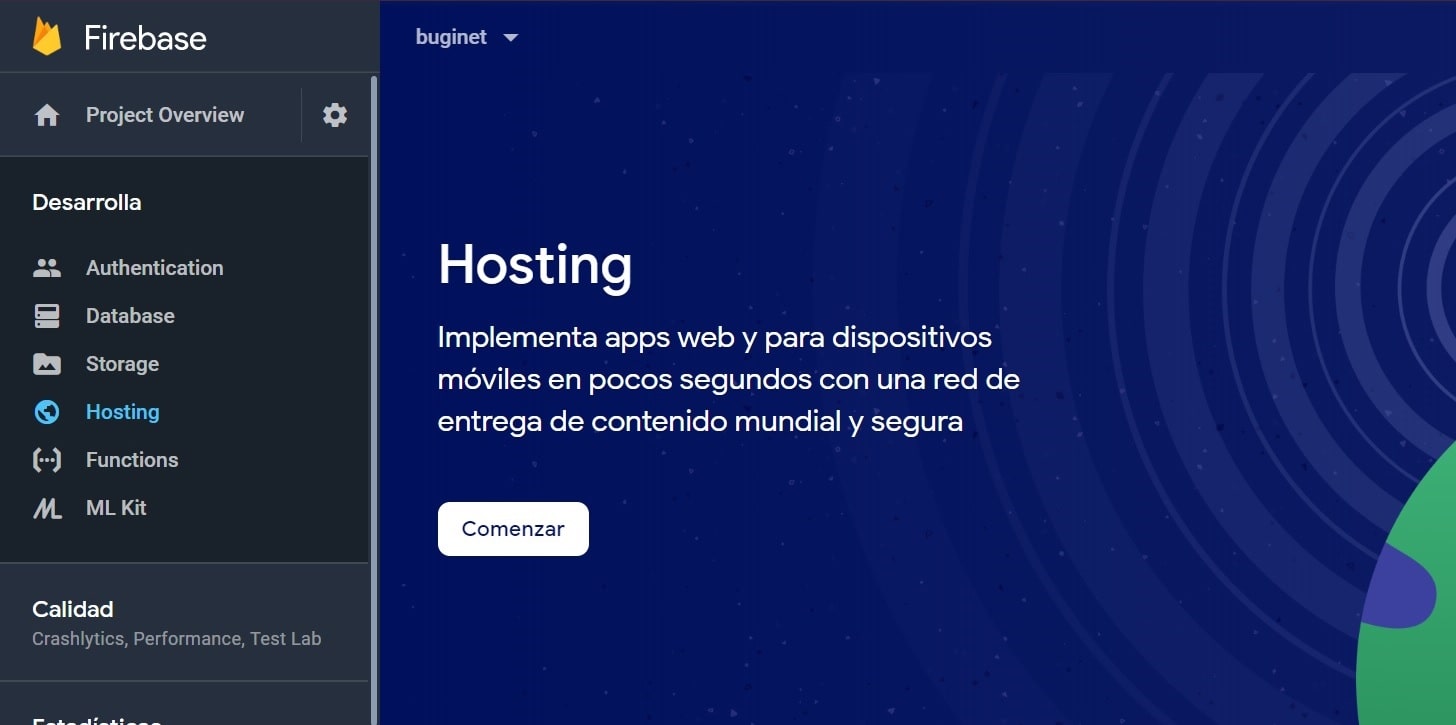 Firebase
buginet
Project Overview
Desarrolla
Authentication
Database
Storage
Hosting
Functions
ML Kit
Calidad
Crashlytics, Performance, Test Lab
Estadísticas
Hosting
Implementa apps web y para dispositivos
móviles en pocos segundos con una red de
entrega de contenido mundial y segura
Comenzar